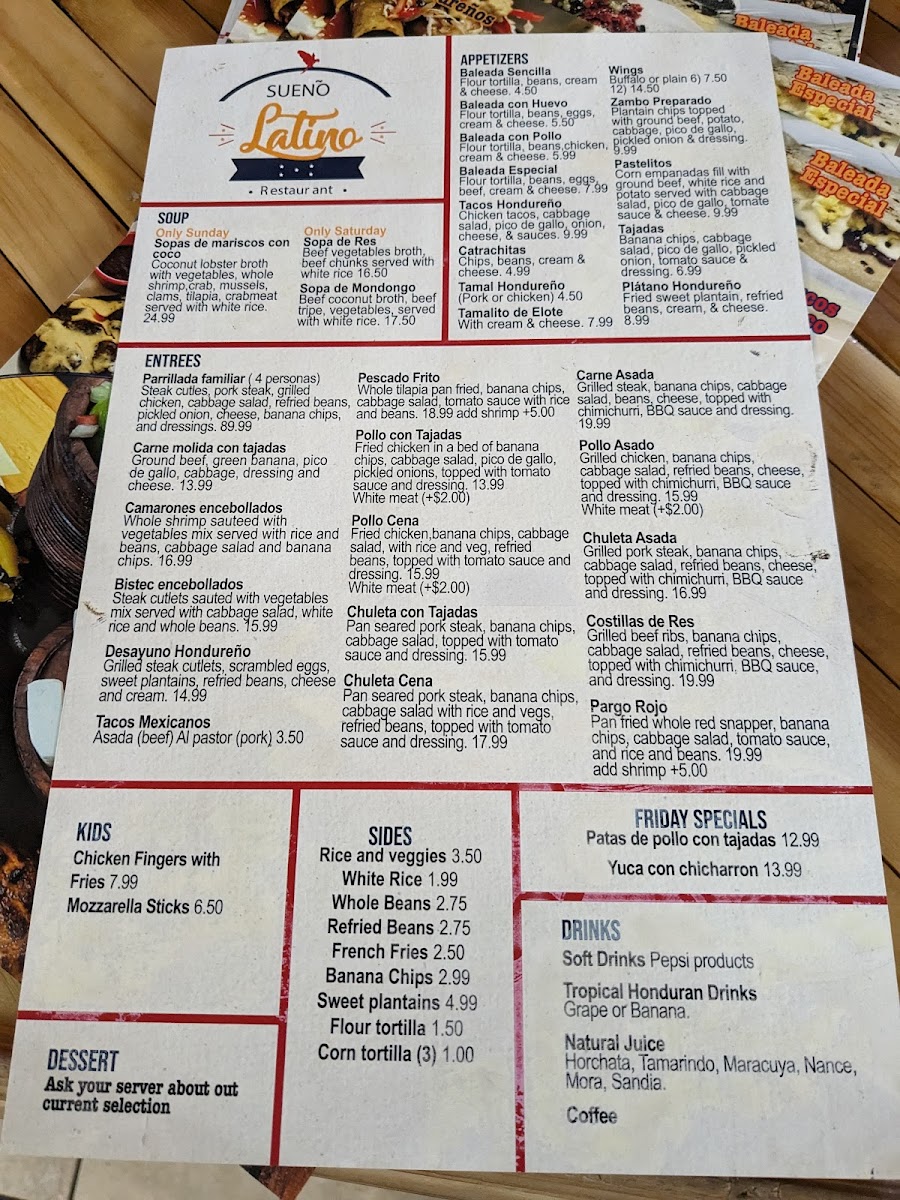 SUEÑO
Latino
• Restaurant •
SOUP
Only Sunday
Sopas de mariscos con
coco
Coconut lobster broth
with vegetables, whole
shrimp,crab, mussels,
clams, tilapia, crabmeat
served with white rice.
24.99
Only Saturday
Sopa de Res
Beef vegetables broth,
beef chunks served with
white rice 16.50
Sopa de Mondongo
Beef coconut broth, beef
tripe, vegetables, served
with white rice. 17.50
APPETIZERS
Baleada Sencilla
Flour tortilla, beans, cream
& cheese. 4.50
Baleada con Huevo
Flour tortilla, beans, eggs,
cream & cheese. 5.50
Baleada con Pollo
Flour tortilla, beans,chicken,
cream & cheese. 5.99
Baleada Especial
Flour tortilla, beans, eggs,
beef, cream & cheese. 7.99
Tacos Hondureño
Chicken tacos, cabbage
salad, pico de gallo, onion,
cheese, & sauces. 9.99
Catrachitas
Chips, beans, cream &
cheese. 4.99
Tamal Hondureño
(Pork or chicken) 4.50
Tamalito de Elote
With cream & cheese. 7.99
Wings
Buffalo or plain 6) 7.50
12) 14.50
Zambo Preparado
Plantain chips topped
with ground beef, potato,
cabbage, pico de gallo,
pickled onion & dressing.
9.99
Pastelitos
Corn empanadas fill with
ground beef, white rice and
potato served with cabbage
salad, pico de gallo, tomate
sauce & cheese. 9.99
Tajadas
Banana chips, cabbage
salad, pico de gallo, pickled
onion, tomato sauce &
dressing. 6.99
Plátano Hondureño
Fried sweet plantain, refried
beans, cream, & cheese.
8.99
ENTREES
Parrillada familiar ( 4 personas)
Steak cutles, pork steak, grilled
chicken, cabbage salad, refried beans,
pickled onion, cheese, banana chips,
and dressings. 89.99
Carne molida con tajadas
Ground beef, green banana, pico
de gallo, cabbage, dressing and
cheese. 13.99
Camarones encebollados
Whole shrimp sauteed with
vegetables mix served with rice and
beans, cabbage salad and banana
chips. 16.99
Bistec encebollados
Steak cutlets sauted with vegetables
mix served with cabbage salad, white
rice and whole beans. 15.99
Desayuno Hondureño
Grilled steak cutlets, scrambled eggs,
sweet plantains, refried beans, cheese
and cream. 14.99
Tacos Mexicanos
Asada (beef) Al pastor (pork) 3.50
Pescado Frito
Whole tilapia pan fried, banana chips,
cabbage salad, tomato sauce with rice
and beans. 18.99 add shrimp +5.00
Pollo con Tajadas
Fried chicken in a bed of banana
chips, cabbage salad, pico de gallo,
pickled onions, topped with tomato
sauce and dressing. 13.99
White meat (+$2.00)
Pollo Cena
Fried chicken,banana chips, cabbage
salad, with rice and veg, refried
beans, topped with tomato sauce and
dressing. 15.99
White meat (+$2.00)
Chuleta con Tajadas
Pan seared pork steak, banana chips,
cabbage salad, topped with tomato
sauce and dressing. 15.99
Chuleta Cena
Pan seared pork steak, banana chips,
cabbage salad with rice and vegs,
refried beans, topped with tomato
sauce and dressing. 17.99
Carne Asada
Grilled steak, banana chips, cabbage
salad, beans, cheese, topped with
chimichurri, BBQ sauce and dressing.
19.99
Pollo Asado
Grilled chicken, banana chips,
cabbage salad, refried beans, cheese,
topped with chimichurri, BBQ sauce
and dressing. 15.99
White meat (+$2.00)
Chuleta Asada
Grilled pork steak, banana chips,
cabbage salad, refried beans, cheese,
topped with chimichurri, BBQ sauce
and dressing. 16.99
Costillas de Res
Grilled beef ribs, banana chips,
cabbage salad, refried beans, cheese,
topped with chimichurri, BBQ sauce,
and dressing. 19.99
Pargo Rojo
Pan fried whole red snapper, banana
chips, cabbage salad, tomato sauce,
and rice and beans. 19.99
add shrimp +5.00
KIDS
Chicken Fingers with
Fries 7.99
Mozzarella Sticks 6.50
DESSERT
Ask your server about out
current selection
SIDES
Rice and veggies 3.50
White Rice 1.99
Whole Beans 2.75
Refried Beans 2.75
French Fries 2.50
Banana Chips 2.99
Sweet plantains 4.99
Flour tortilla 1.50
Corn tortilla (3) 1.00
FRIDAY SPECIALS
Patas de pollo con tajadas 12.99
Yuca con chicharron 13.99
DRINKS
Soft Drinks Pepsi products
Tropical Honduran Drinks
Grape or Banana.
Natural Juice
Horchata, Tamarindo, Maracuya, Nance,
Mora, Sandia.
Coffee
Baleada
Baleada
Especial
Baleada
Especial